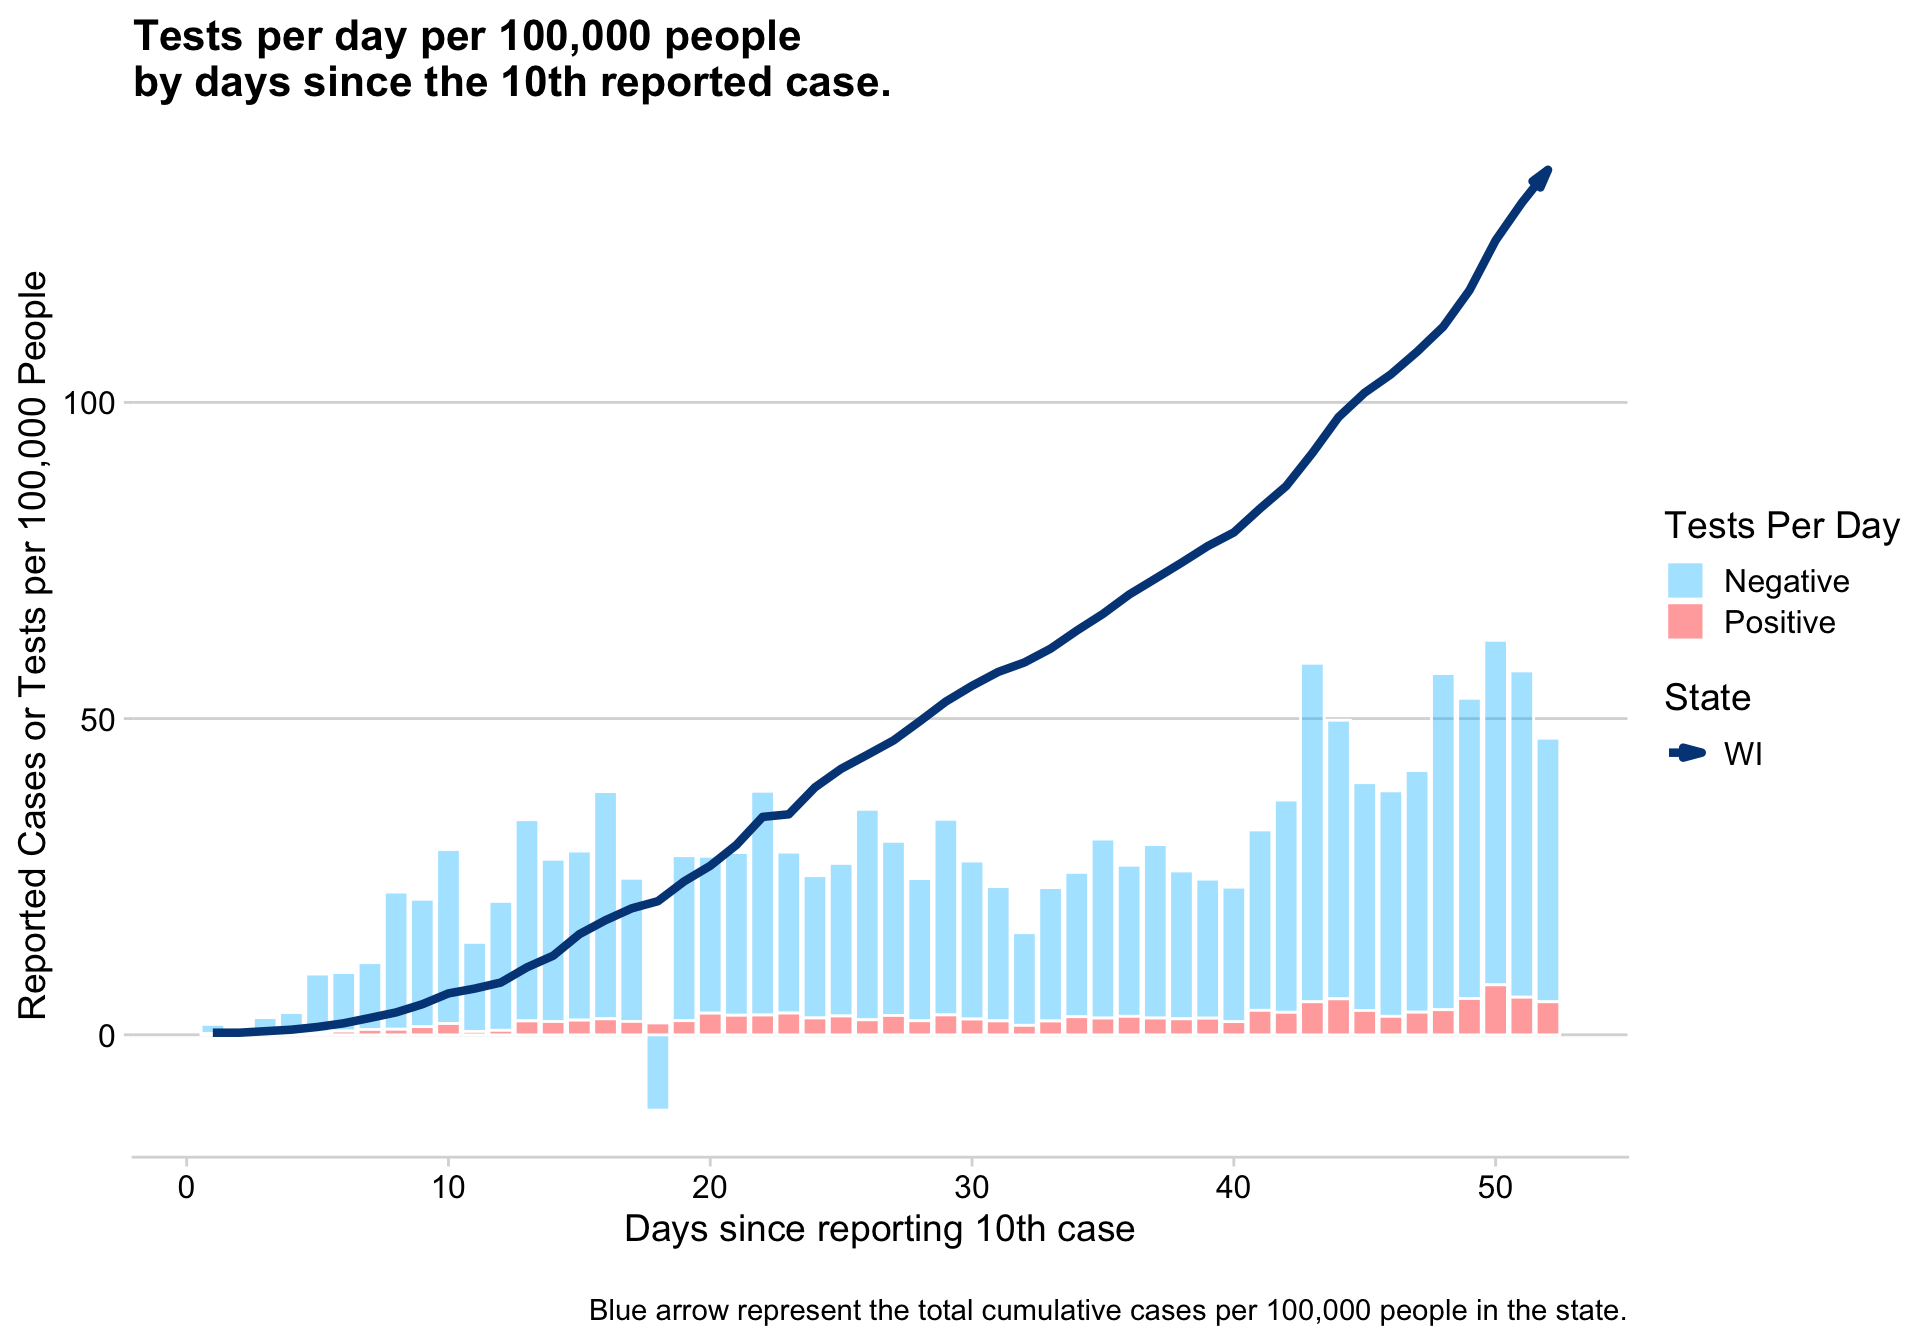 Tests per day per 100,000 people
by days since the 10th reported case.
Reported Cases or Tests per 100,000 People
100
50
0
0
10
20
30
40
50
Days since reporting 10th case
Tests Per Day
Negative
Positive
State
WI
Blue arrow represent the total cumulative cases per 100,000 people in the state.